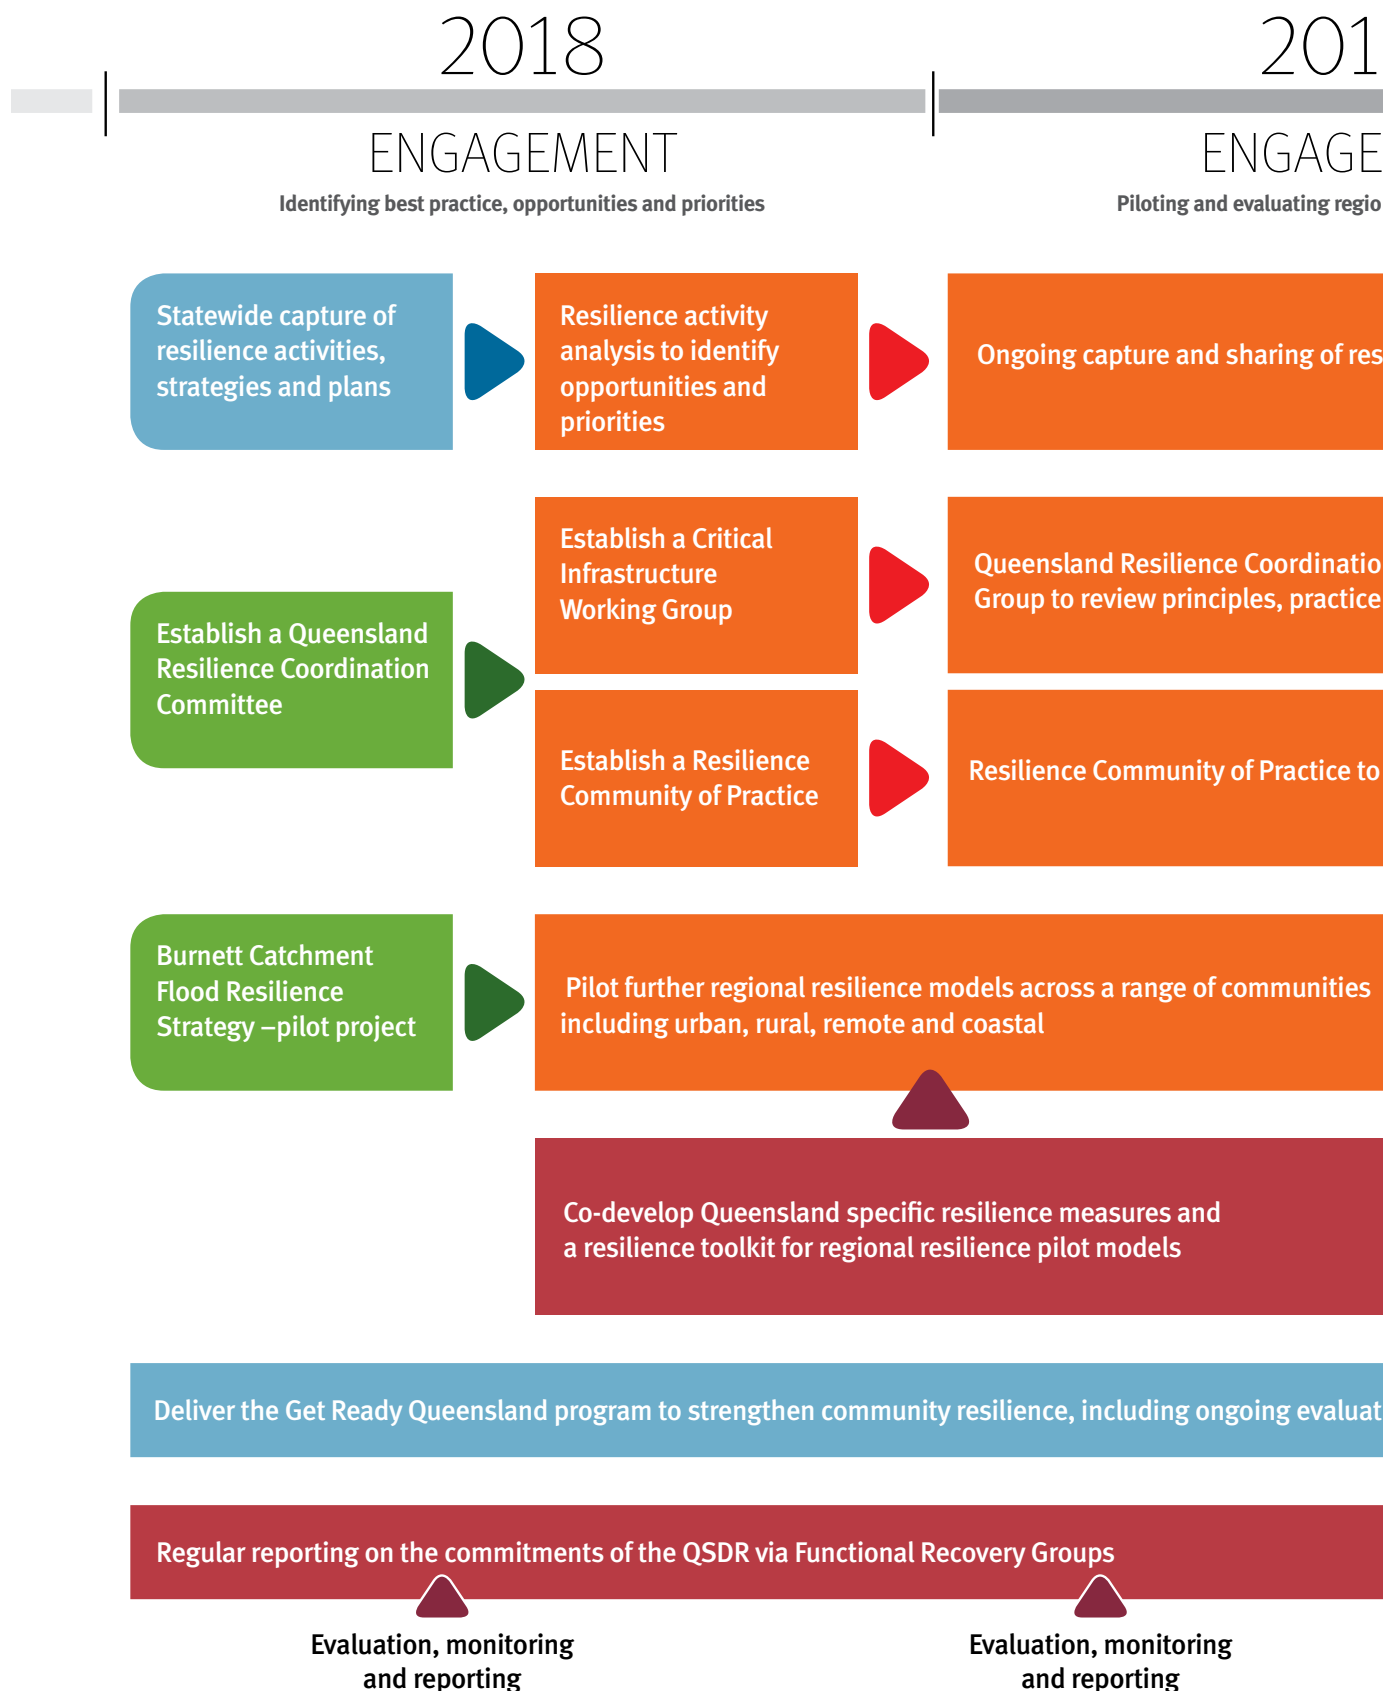 2018
201
ENGAGEMENT
ENGAGE
Identifying best practice, opportunities and priorities
Piloting and evaluating regio
Statewide capture of
resilience activities,
strategies and plans
Resilience activity
analysis to identify
opportunities and
priorities
Ongoing capture and sharing of res
Establish a Queensland
Resilience Coordination
Committee
Establish a Critical
Infrastructure
Working Group
Queensland Resilience Coordinatio
Group to review principles, practice
Establish a Resilience
Community of Practice
Resilience Community of Practice to
Burnett Catchment
Flood Resilience
Strategy –pilot project
Pilot further regional resilience models across a range of communities
including urban, rural, remote and coastal
Co-develop Queensland specific resilience measures and
a resilience toolkit for regional resilience pilot models
Deliver the Get Ready Queensland program to strengthen community resilience, including ongoing evaluat
Regular reporting on the commitments of the QSDR via Functional Recovery Groups
Evaluation, monitoring
and reporting
Evaluation, monitoring
and reporting